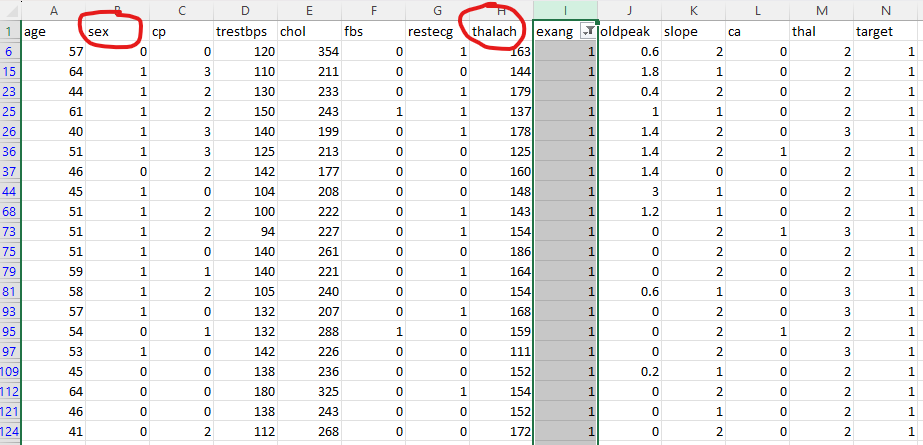 A B C D E F G H I J K L M N
1 age sex cp trestbps chol fbs restecg thalach exang oldpeak slope ca thal target
6 57 0 0 120 354 0 1 163 1 0.6 2 0 2 1
15 64 1 3 110 211 0 0 144 1 1.8 1 0 2 1
23 44 1 2 130 233 0 1 179 1 0.4 2 0 2 1
25 61 1 2 150 243 1 1 137 1 1 1 0 2 1
26 40 1 3 140 199 0 1 178 1 1.4 2 0 3 1
36 51 1 3 125 213 0 0 125 1 1.4 2 1 2 1
37 46 0 2 142 177 0 0 160 1 1.4 0 0 2 1
44 45 1 0 104 208 0 0 148 1 3 1 0 2 1
68 51 1 2 100 222 0 1 143 1 1.2 1 0 2 1
73 51 1 2 94 227 0 1 154 1 0 2 1 3 1
75 51 1 0 140 261 0 0 186 1 0 2 0 2 1
79 59 1 1 140 221 0 1 164 1 0 2 0 2 1
81 58 1 2 105 240 0 0 154 1 0.6 1 0 3 1
93 57 1 0 132 207 0 1 168 1 0 2 0 3 1
95 54 0 1 132 288 1 0 159 1 0 2 1 2 1
97 53 1 0 142 226 0 0 111 1 0 2 0 3 1
109 45 0 0 138 236 0 0 152 1 0.2 1 0 2 1
112 64 0 0 180 325 0 1 154 1 0 2 0 2 1
121 46 0 0 138 243 0 0 152 1 0 1 0 2 1
124 41 0 2 112 268 0 0 172 1 0 2 0 2 1